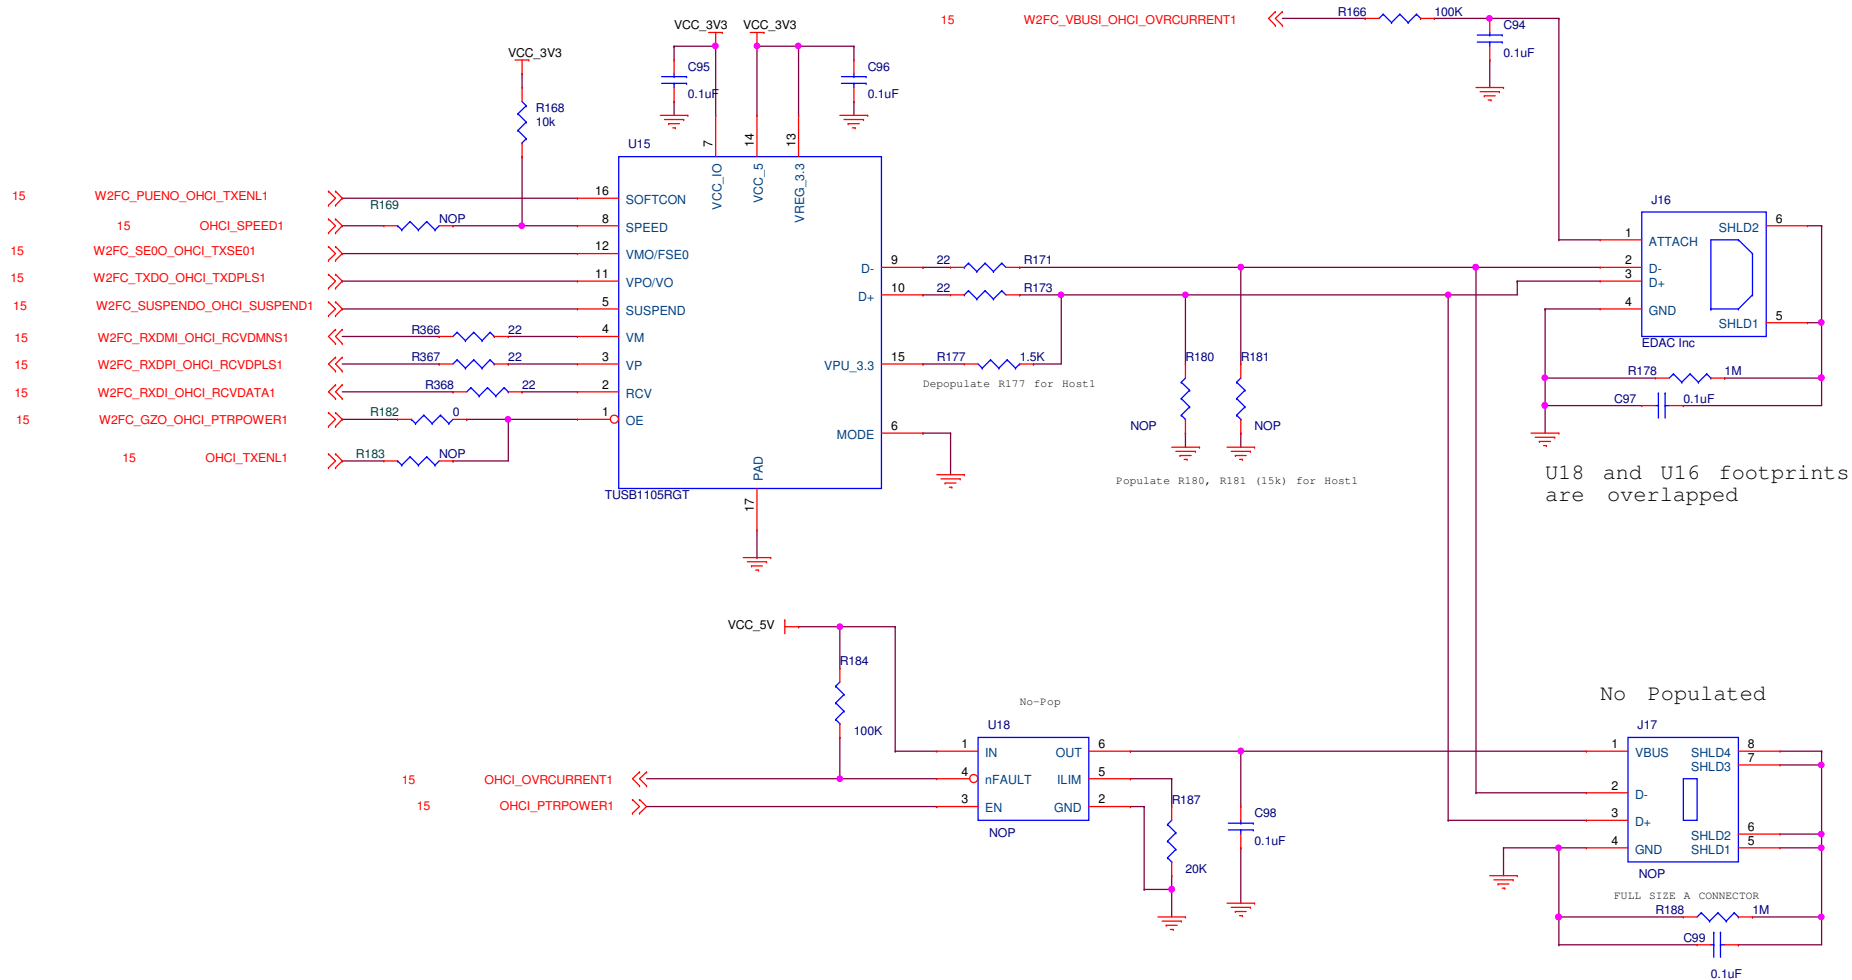 15 W2FC_VBUSI_OHCI_OVRCURRENT1 R166 100K
C94
0.1uF
VCC_3V3 VCC_3V3
VCC_3V3
C95
0.1uF
C96
0.1uF
R168
10k
U15
7 14 13
VCC_IO VCC_5 VREG_3.3
15 W2FC_PUENO_OHCI_TXENL1 16 SOFTCON
R169
15 OHCI_SPEED1 NOP 8 SPEED
15 W2FC_SE0O_OHCI_TXSE01 12 VMO/FSE0
15 W2FC_TXDO_OHCI_TXDPLS1 11 VPO/VO
15 W2FC_SUSPENDO_OHCI_SUSPEND1 5 SUSPEND
15 W2FC_RXDMI_OHCI_RCVDMNS1 R366 22 4 VM
15 W2FC_RXDPI_OHCI_RCVDPLS1 R367 22 3 VP
15 W2FC_RXDI_OHCI_RCVDATA1 R368 22 2 RCV
15 W2FC_GZO_OHCI_PTRPOWER1 R182 0 1 OE
15 OHCI_TXENL1 R183 NOP
D- 9 22 R171
D+ 10 22 R173
VPU_3.3 15 R177 1.5K
Depopulate R177 for Host1
MODE 6
PAD
17
TUSB1105RGT
R180 R181
NOP NOP
Populate R180, R181 (15k) for Host1
J16
1 ATTACH SHLD2 6
2 D-
3 D+
4 GND SHLD1 5
EDAC Inc
R178 1M
C97 0.1uF
U18 and U16 footprints
are overlapped
VCC_5V
R184
100K
No-Pop
U18
1 IN OUT 6
15 OHCI_OVRCURRENT1 4 nFAULT ILIM 5
15 OHCI_PTRPOWER1 3 EN GND 2
NOP
R187
20K
C98
0.1uF
No Populated
J17
1 VBUS SHLD4 8
SHLD3 7
2 D-
3 D+
SHLD2 6
4 GND SHLD1 5
NOP
FULL SIZE A CONNECTOR
R188 1M
C99
0.1uF